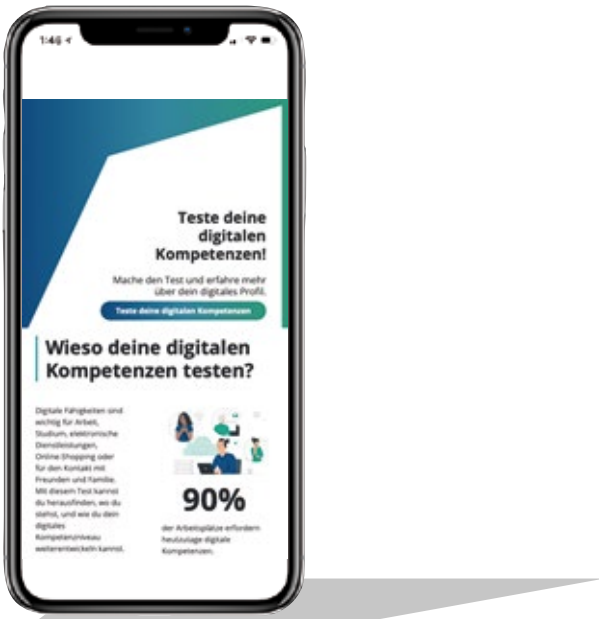 1:46
Teste deine
digitalen
Kompetenzen!
Mache den Test und erfahre mehr
über dein digitales Profil.
Teste deine digitalen Kompetenzen
Wieso deine digitalen
Kompetenzen testen?
Digitale Fähigkeiten sind
wichtig für Arbeit,
Studium, elektronische
Dienstleistungen,
Online Shopping oder
für den Kontakt mit
Freunden und Familie.
Mit diesem Test kannst
du herausfinden, wo du
stehst, und wie du dein
digitales
Kompetenzniveau
weiterentwickeln kannst.
90%
der Arbeitsplätze erfordern
heutzutage digitale
Kompetenzen.